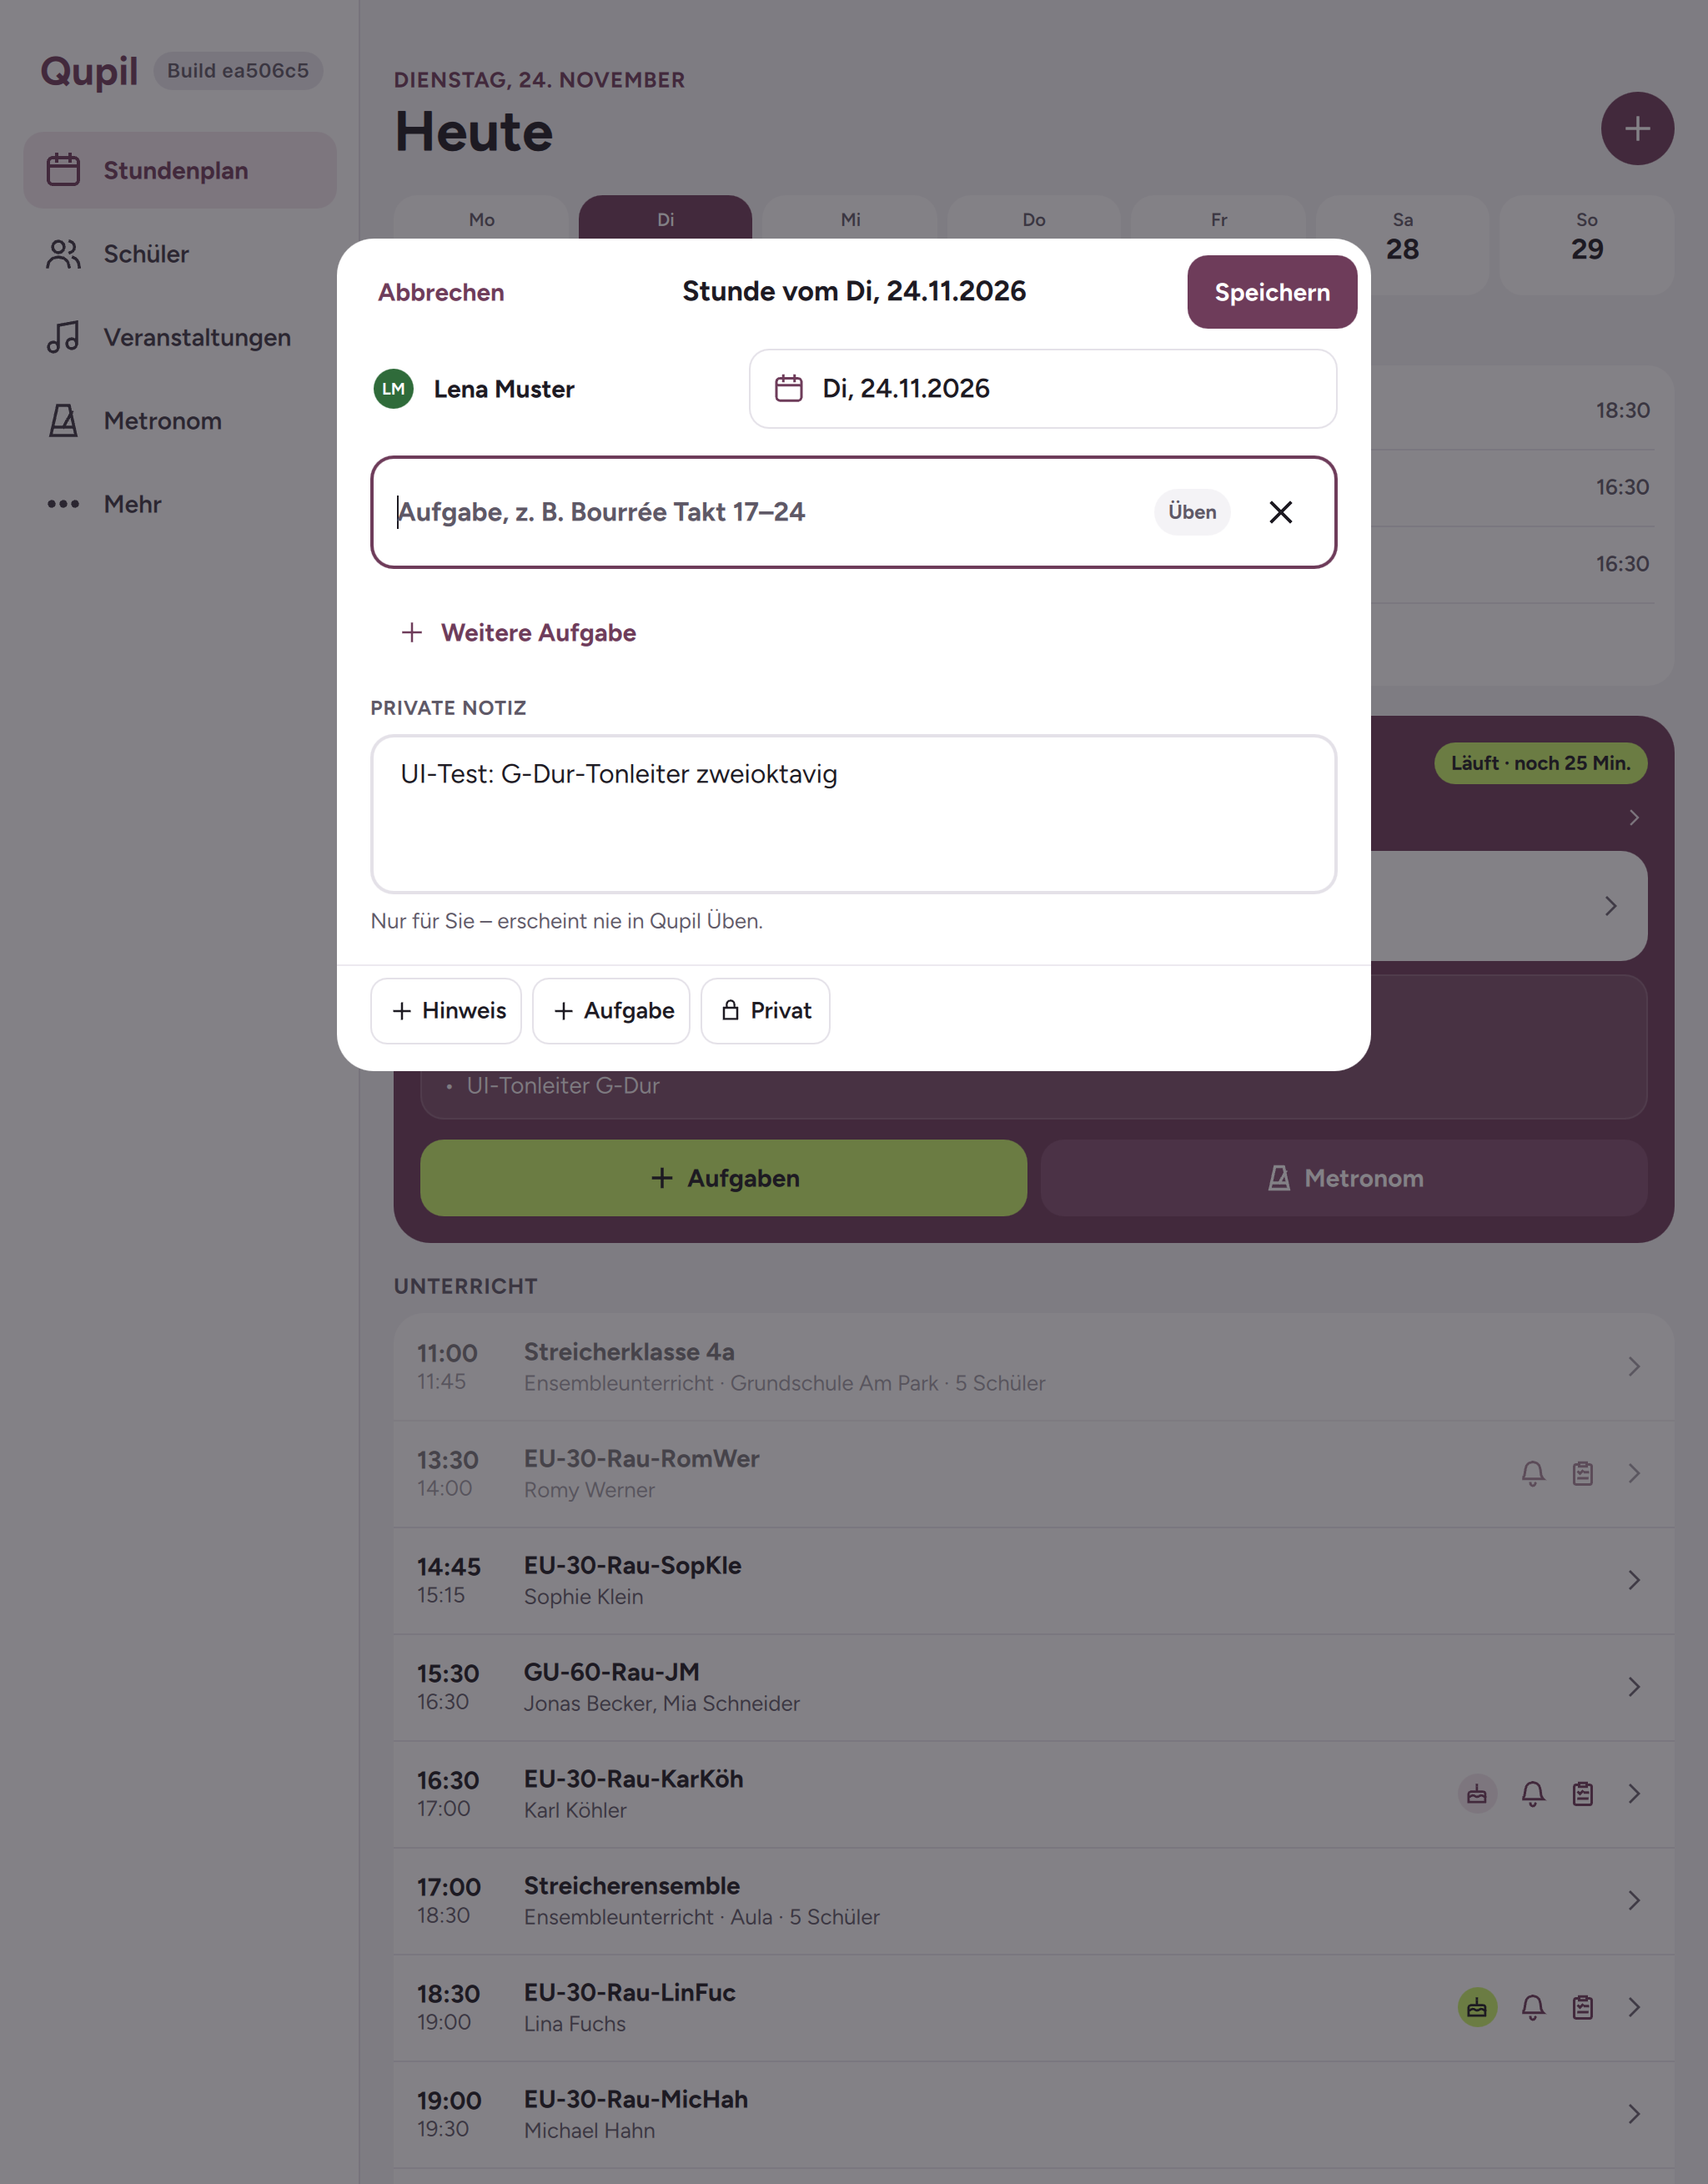 Qupil
Build ea506c5
Stundenplan
Schüler
Veranstaltungen
Metronom
Mehr
DIENSTAG, 24. NOVEMBER
Heute
Mo
Di
Mi
Do
Fr
Sa
So
28
29
Abbrechen
Stunde vom Di, 24.11.2026
Speichern
LM
Lena Muster
Di, 24.11.2026
18:30
16:30
16:30
Aufgabe, z. B. Bourrée Takt 17–24
Üben
Weitere Aufgabe
PRIVATE NOTIZ
UI-Test: G-Dur-Tonleiter zweioktavig
Nur für Sie – erscheint nie in Qupil Üben.
Läuft · noch 25 Min.
Hinweis
Aufgabe
Privat
• UI-Tonleiter G-Dur
Aufgaben
Metronom
UNTERRICHT
11:00
11:45
Streicherklasse 4a
Ensembleunterricht · Grundschule Am Park · 5 Schüler
13:30
14:00
EU-30-Rau-RomWer
Romy Werner
14:45
15:15
EU-30-Rau-SopKle
Sophie Klein
15:30
16:30
GU-60-Rau-JM
Jonas Becker, Mia Schneider
16:30
17:00
EU-30-Rau-KarKöh
Karl Köhler
17:00
18:30
Streicherensemble
Ensembleunterricht · Aula · 5 Schüler
18:30
19:00
EU-30-Rau-LinFuc
Lina Fuchs
19:00
19:30
EU-30-Rau-MicHah
Michael Hahn